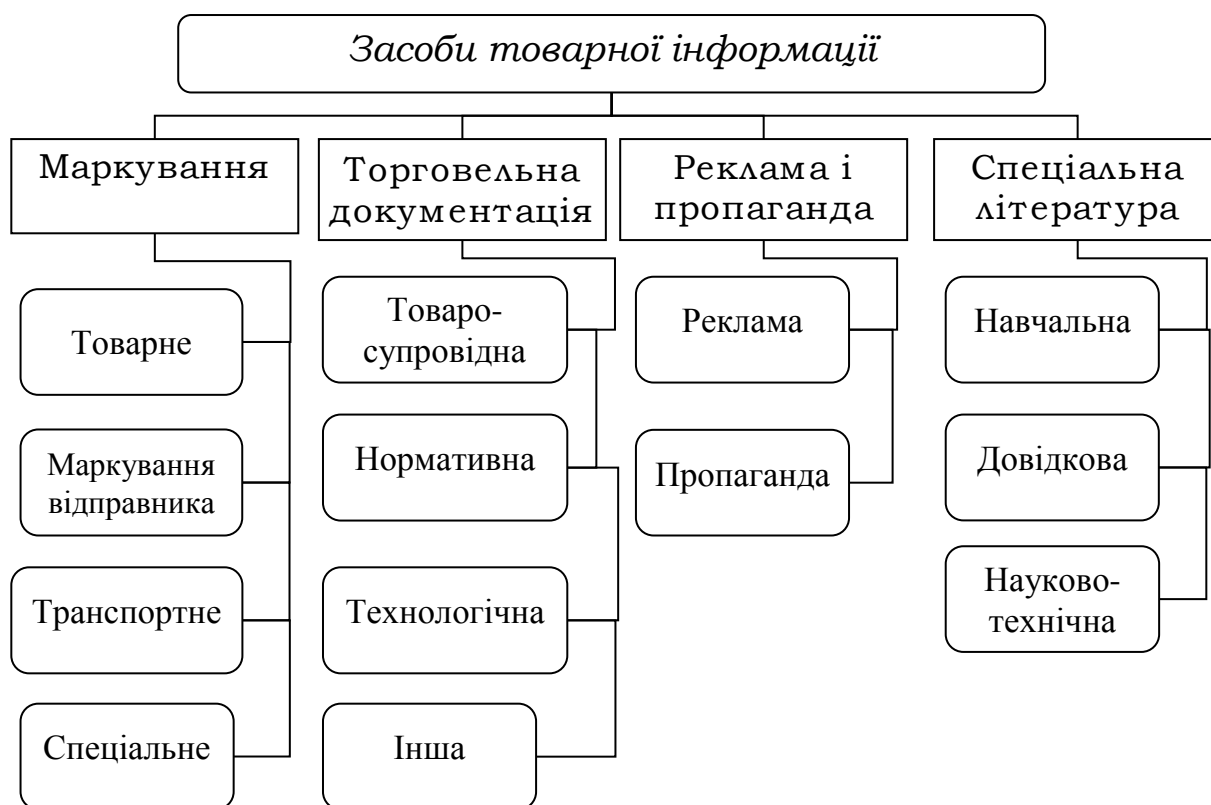 Засоби товарної інформації
Маркування
Торговельна
документація
Реклама і
пропаганда
Спеціальна
література
Товарне
Маркування
відправника
Транспортне
Спеціальне
Товаро-
супровідна
Нормативна
Технологічна
Інша
Реклама
Пропаганда
Навчальна
Довідкова
Науково-
технічна